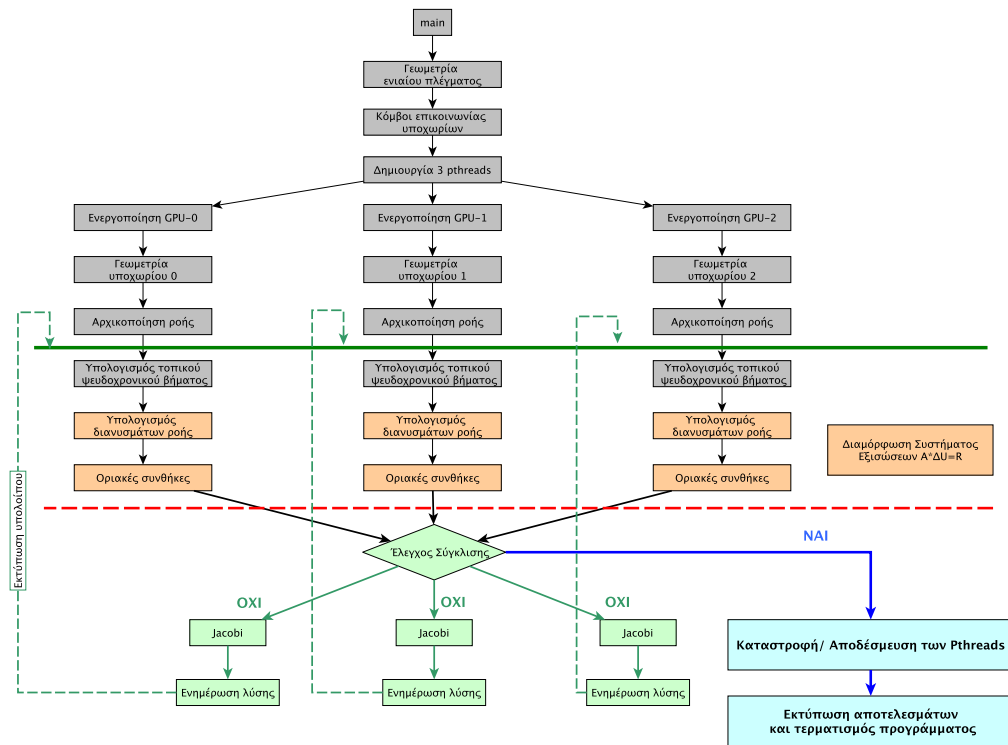 main
Γεωμετρία
ενιαίου πλέγματος
Κόμβοι επικοινωνίας
υποχωρίων
Δημιουργία 3 pthreads
Ενεργοποίηση GPU-0
Ενεργοποίηση GPU-1
Ενεργοποίηση GPU-2
Γεωμετρία
υποχωρίου 0
Γεωμετρία
υποχωρίου 1
Γεωμετρία
υποχωρίου 2
Αρχικοποίηση ροής
Αρχικοποίηση ροής
Αρχικοποίηση ροής
Υπολογισμός τοπικού
ψευδοχρονικού βήματος
Υπολογισμός τοπικού
ψευδοχρονικού βήματος
Υπολογισμός τοπικού
ψευδοχρονικού βήματος
Υπολογισμός
διανυσμάτων ροής
Υπολογισμός
διανυσμάτων ροής
Υπολογισμός
διανυσμάτων ροής
Διαμόρφωση Συστήματος
Εξισώσεων A*ΔU=R
Οριακές συνθήκες
Οριακές συνθήκες
Οριακές συνθήκες
Εκτύπωση υπολοίπου
Έλεγχος Σύγκλισης
ΝΑΙ
ΟΧΙ
ΟΧΙ
ΟΧΙ
Jacobi
Jacobi
Jacobi
Καταστροφή/ Αποδέσμευση των Pthreads
Ενημέρωση λύσης
Ενημέρωση λύσης
Ενημέρωση λύσης
Εκτύπωση αποτελεσμάτων
και τερματισμός προγράμματος